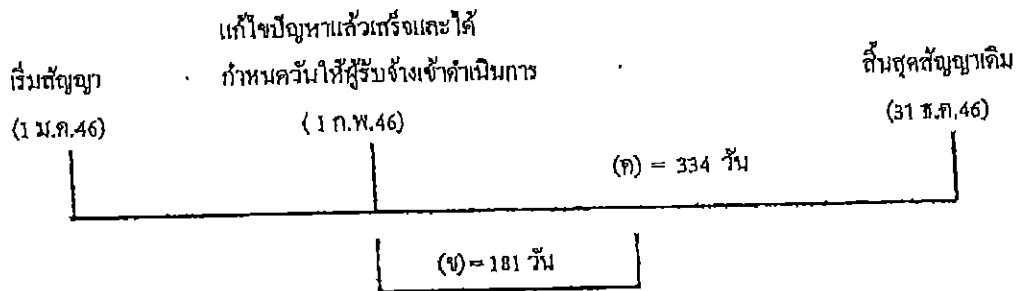 แก้ไขปัญหาแล้วเสร็จและได้
เริ่มสัญญา กำหนดวันให้ผู้รับจ้างเข้าดำเนินการ สิ้นสุดสัญญาเดิม
(1 ม.ค.46) (1 ก.พ.46) (31 ธ.ค.46)
(ค) = 334 วัน
(ข) = 181 วัน